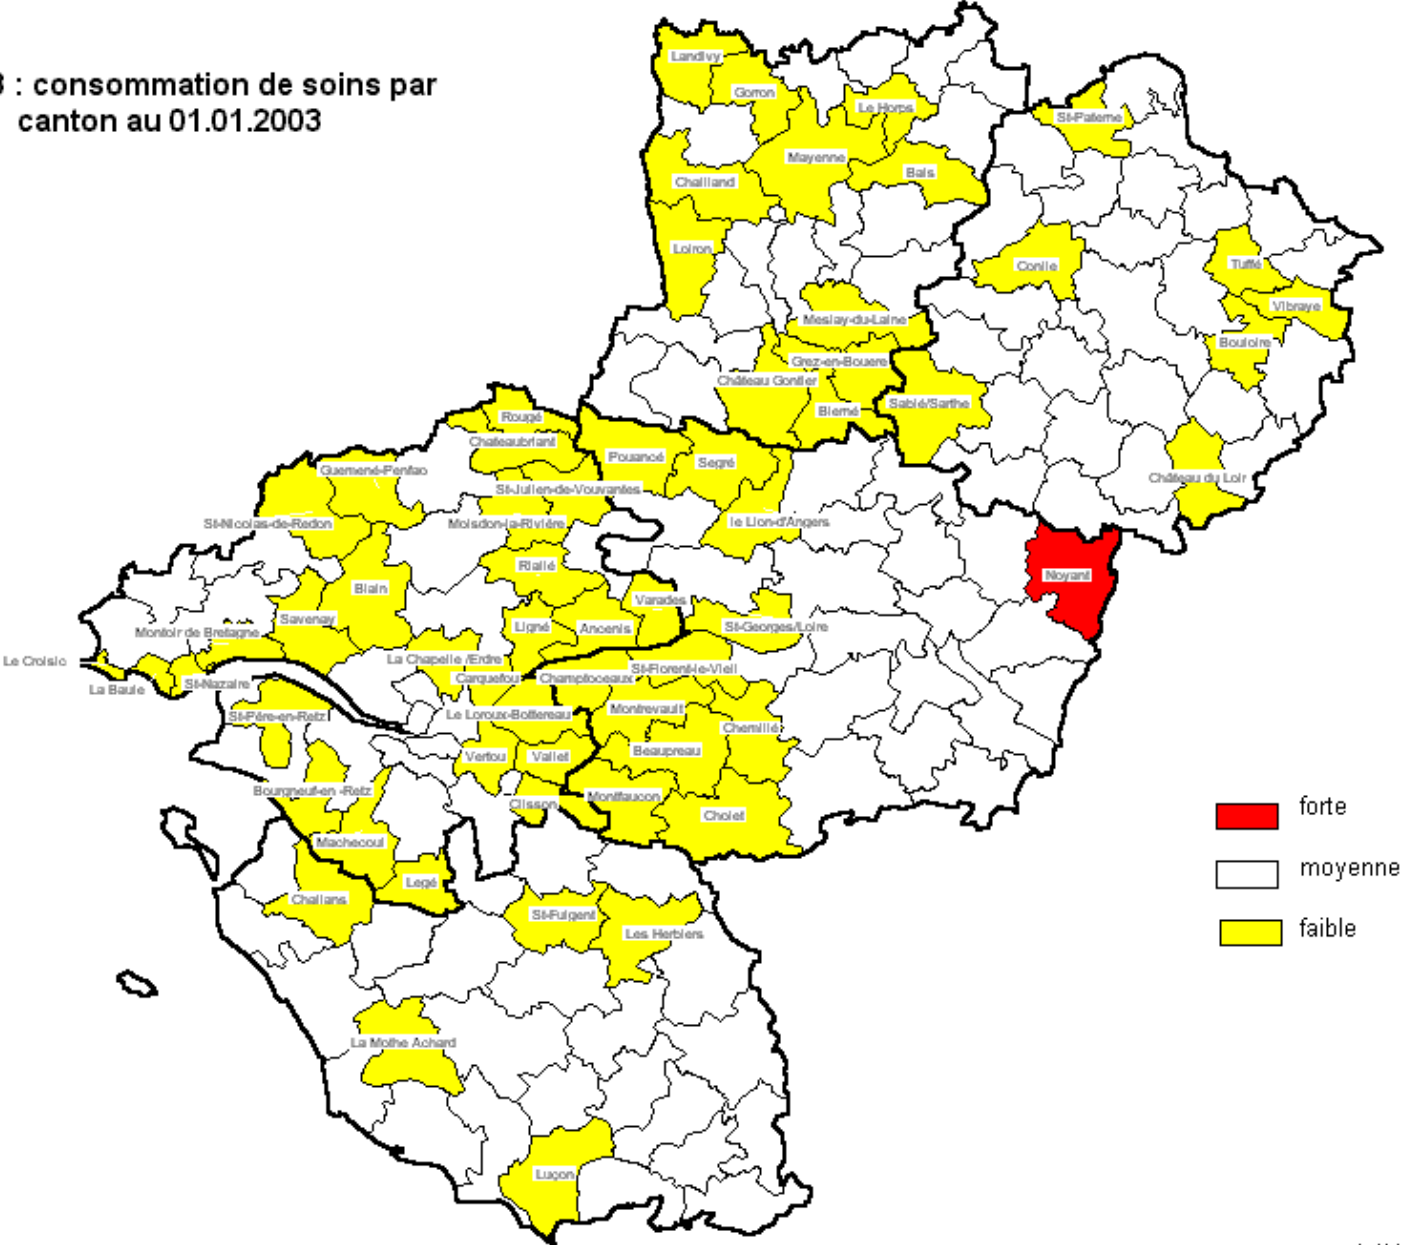 3 : consommation de soins par
canton au 01.01.2003
Landivy
Gorron
Le Horps
St-Paterne
Mayenne
Bais
Chailland
Loiron
Conlie
Tuffé
Vibraye
Meslay-du-Laine
Bouloire
Grez-en-Bouere
Château Gontier
Bierné
Sablé/Sarthe
Rougé
Chateaubriant
Pouancé
Segré
Guemené-Penfao
Château du Loir
St-Julien-de-Vouvantes
St-Nicolas-de-Redon
Moisdon-la-Rivière
le Lion-d'Angers
Riaillé
Noyant
Blain
Varades
Savenay
Ligné
Ancenis
St-Georges/Loire
Montoir de Bretagne
Le Croisic
La Chapelle /Erdre
St-Florent-le-Vieil
Carquefou
Champtoceaux
La Baule
St-Nazaire
St-Père-en-Retz
Le Loroux-Bottereau
Montrevault
Chemillé
Vertou
Vallet
Beaupreau
Bourgneuf-en -Retz
Clisson
Montfaucon
Cholet
forte
Machecoul
moyenne
Legé
Challans
St-Fulgent
Les Herbiers
faible
La Mothe Achard
Luçon